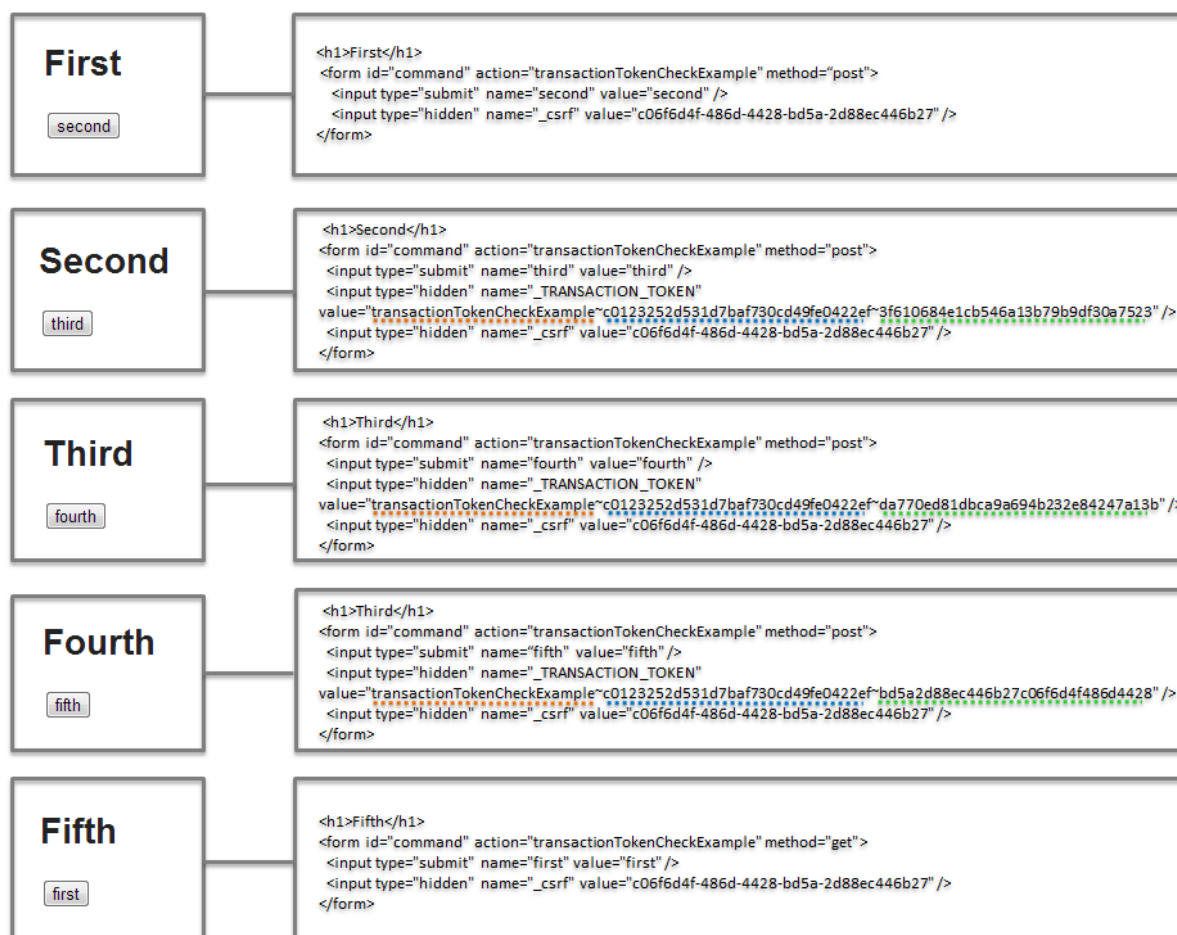 First
second
<h1>First</h1>
<form id="command" action="transactionTokenCheckExample" method=“post">
<input type="submit" name="second" value="second" />
<input type="hidden" name="_csrf" value="c06f6d4f-486d-4428-bd5a-2d88ec446b27" />
</form>
Second
third
<h1>Second</h1>
<form id="command" action="transactionTokenCheckExample" method="post">
<input type="submit" name="third" value="third" />
<input type="hidden" name="_TRANSACTION_TOKEN"
value="transactionTokenCheckExample~c0123252d531d7baf730cd49fe0422ef~3f610684e1cb546a13b79b9df30a7523" />
<input type="hidden" name="_csrf" value="c06f6d4f-486d-4428-bd5a-2d88ec446b27" />
</form>
Third
fourth
<h1>Third</h1>
<form id="command" action="transactionTokenCheckExample" method="post">
<input type="submit" name="fourth" value="fourth" />
<input type="hidden" name="_TRANSACTION_TOKEN"
value="transactionTokenCheckExample~c0123252d531d7baf730cd49fe0422ef~da770ed81dbca9a694b232e84247a13b" /
<input type="hidden" name="_csrf" value="c06f6d4f-486d-4428-bd5a-2d88ec446b27" />
</form>
Fourth
fifth
<h1>Third</h1>
<form id="command" action="transactionTokenCheckExample" method="post">
<input type="submit" name=“fifth" value="fifth" />
<input type="hidden" name="_TRANSACTION_TOKEN"
value="transactionTokenCheckExample~c0123252d531d7baf730cd49fe0422ef~bd5a2d88ec446b27c06f6d4f486d4428" />
<input type="hidden" name="_csrf" value="c06f6d4f-486d-4428-bd5a-2d88ec446b27" />
</form>
Fifth
first
<h1>Fifth</h1>
<form id="command" action="transactionTokenCheckExample" method="get">
<input type="submit" name="first" value="first" />
<input type="hidden" name="_csrf" value="c06f6d4f-486d-4428-bd5a-2d88ec446b27" />
</form>